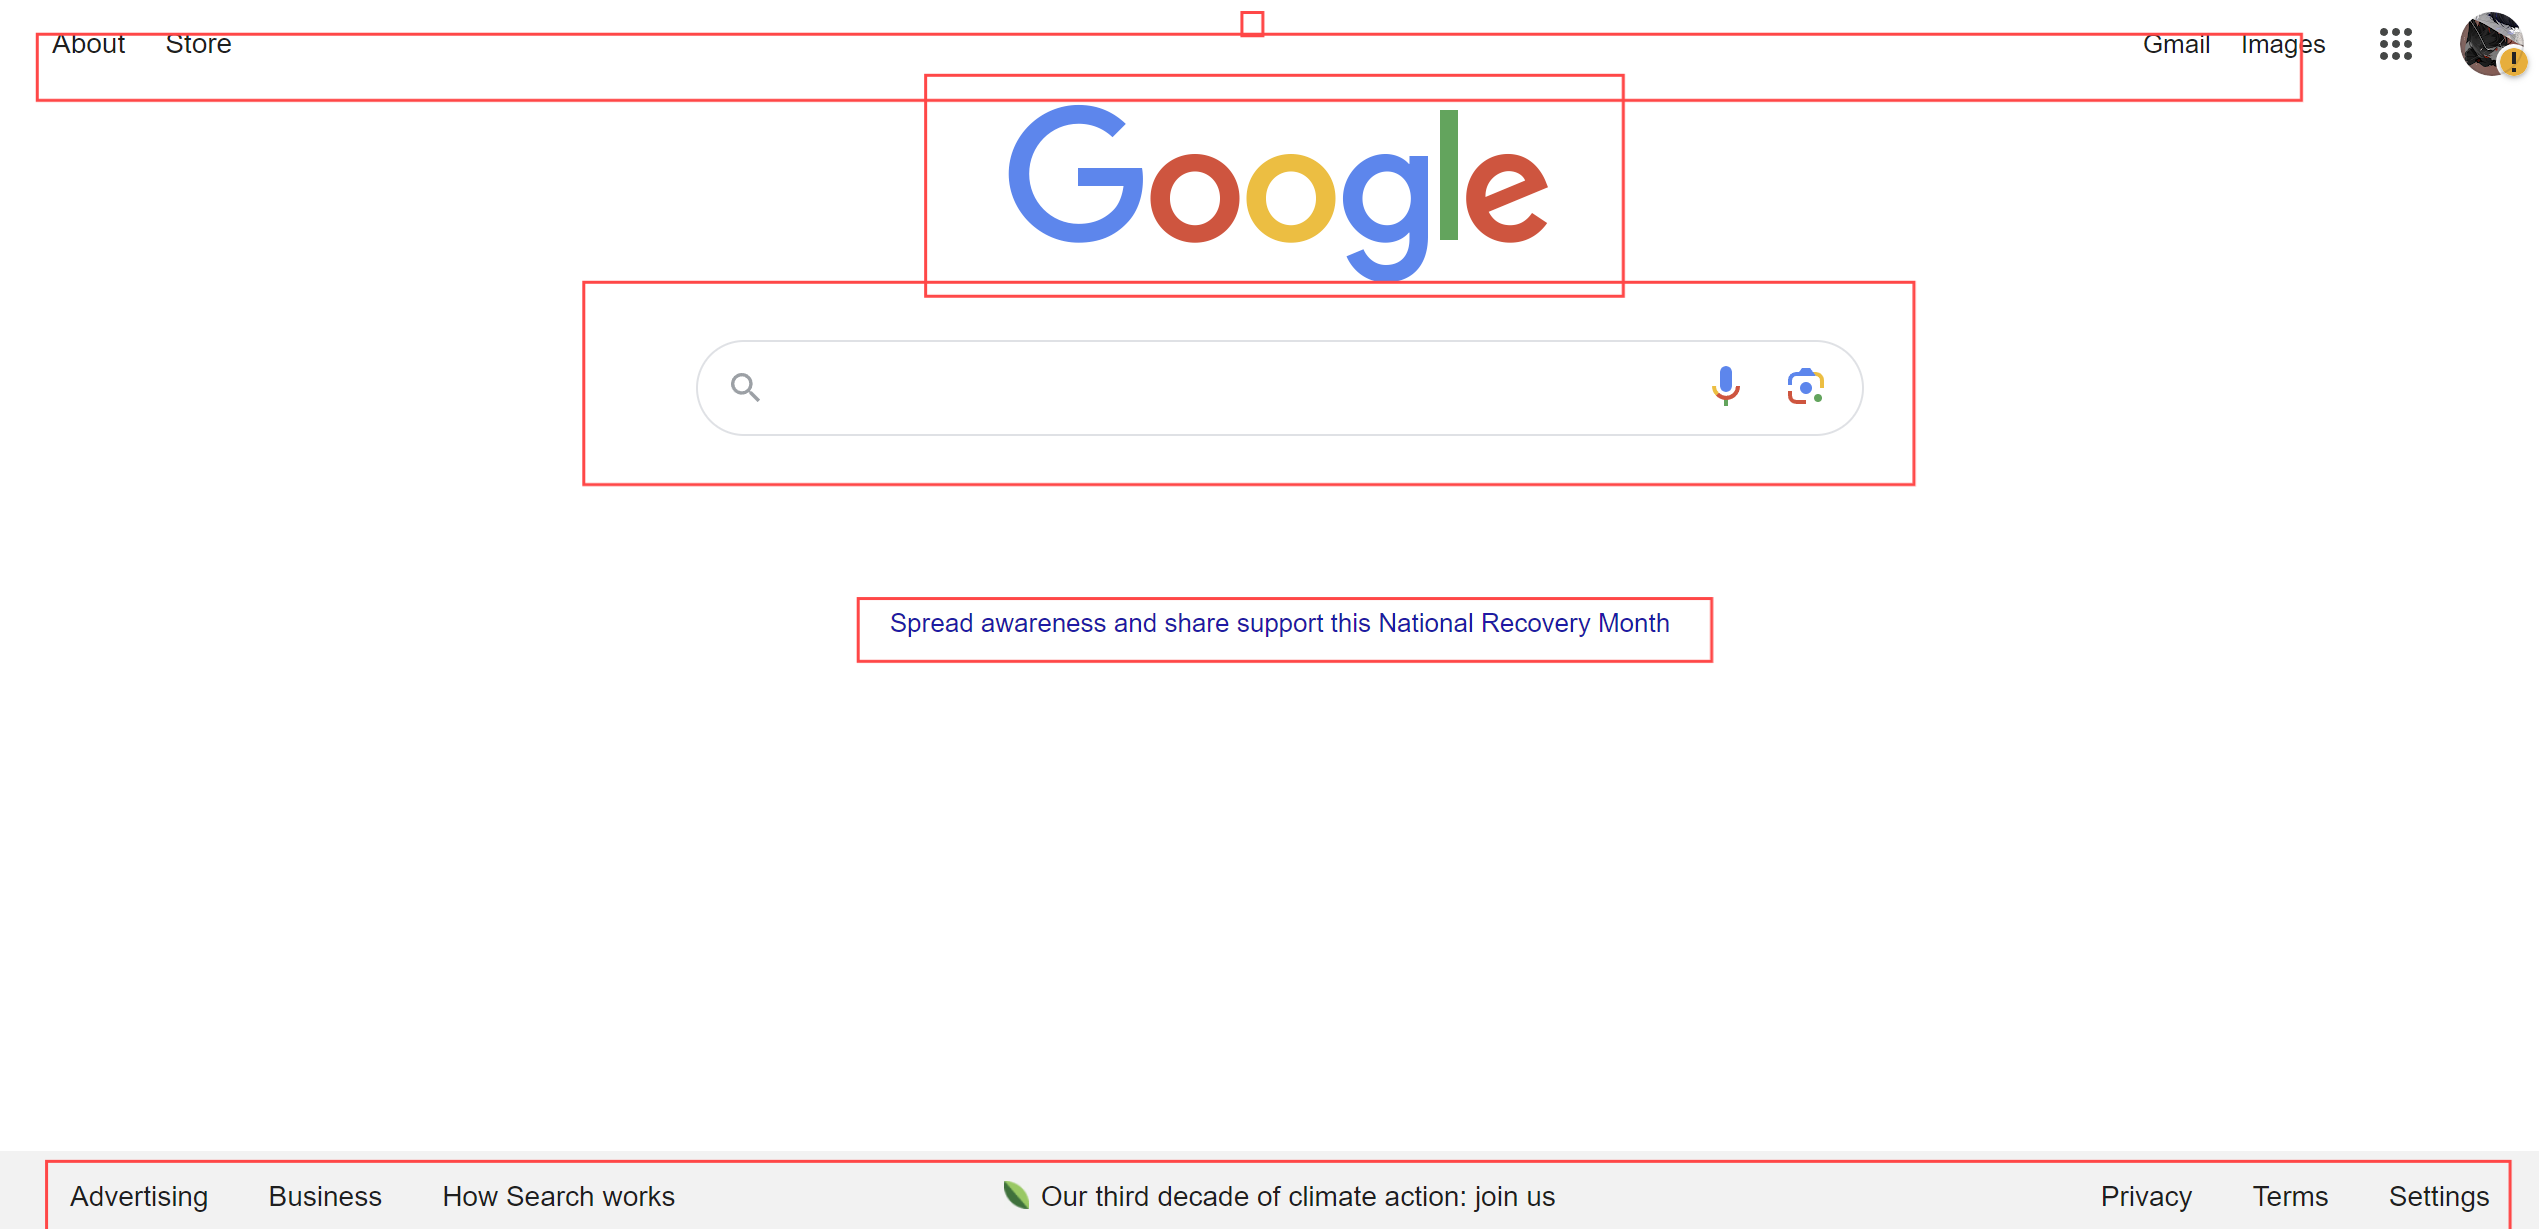 About Store Gmail Images
Google
Spread awareness and share support this National Recovery Month
Advertising Business How Search works Our third decade of climate action: join us Privacy Terms Settings